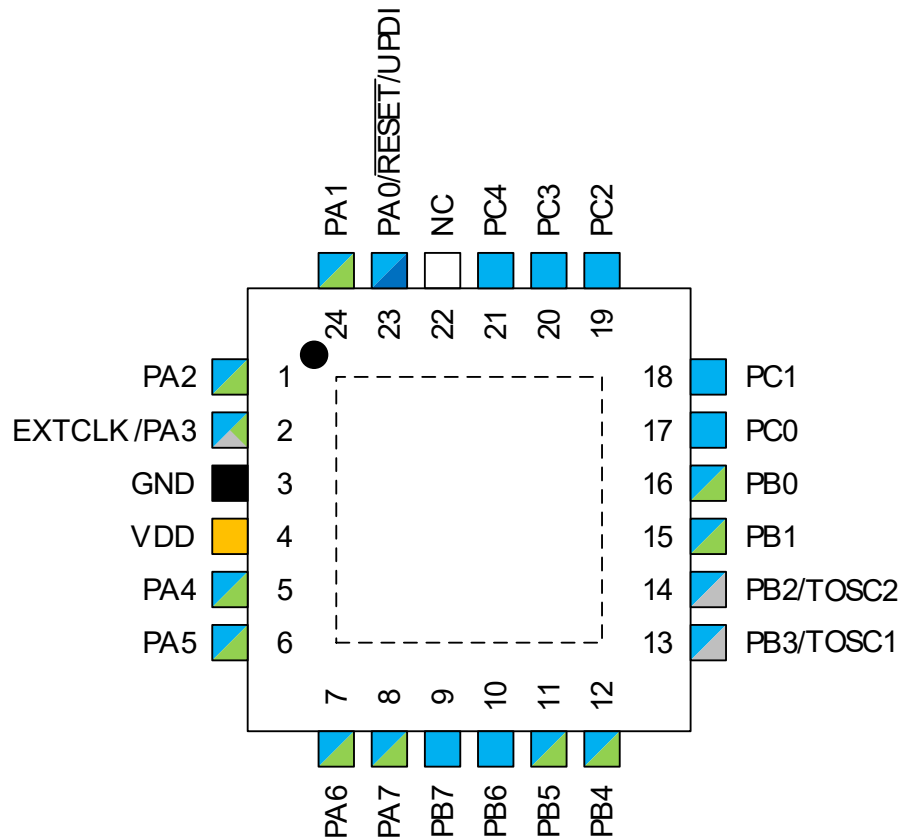 PA1
PA0/RESET/UPDI
NC
PC4
PC3
PC2
24
23
22
21
20
19
PA2 1
EXTCLK/PA3 2
GND 3
VDD 4
PA4 5
PA5 6
18 PC1
17 PC0
16 PB0
15 PB1
14 PB2/TOSC2
13 PB3/TOSC1
7
8
9
10
11
12
PA6
PA7
PB7
PB6
PB5
PB4